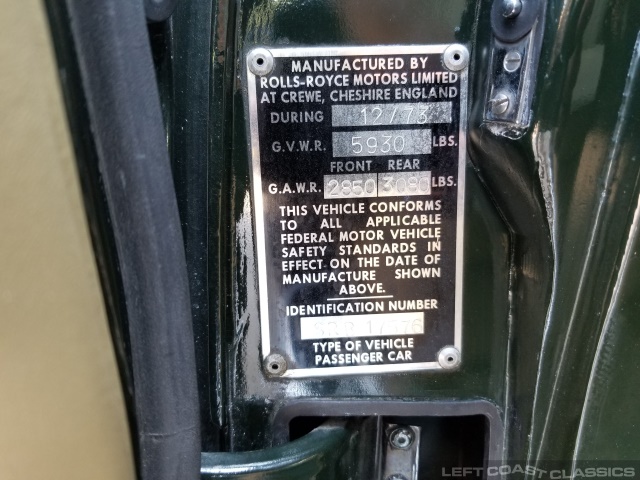 MANUFACTURED BY
ROLLS-ROYCE MOTORS LIMITED
AT CREWE, CHESHIRE ENGLAND
DURING 12/73
G.V.W.R. 5930 LBS.
FRONT REAR
G.A.W.R. 2850 3080 LBS.
THIS VEHICLE CONFORMS
TO ALL APPLICABLE
FEDERAL MOTOR VEHICLE
SAFETY STANDARDS IN
EFFECT ON THE DATE OF
MANUFACTURE SHOWN
ABOVE.
IDENTIFICATION NUMBER
TYPE OF VEHICLE
PASSENGER CAR
LEFT COAST CLASSICS